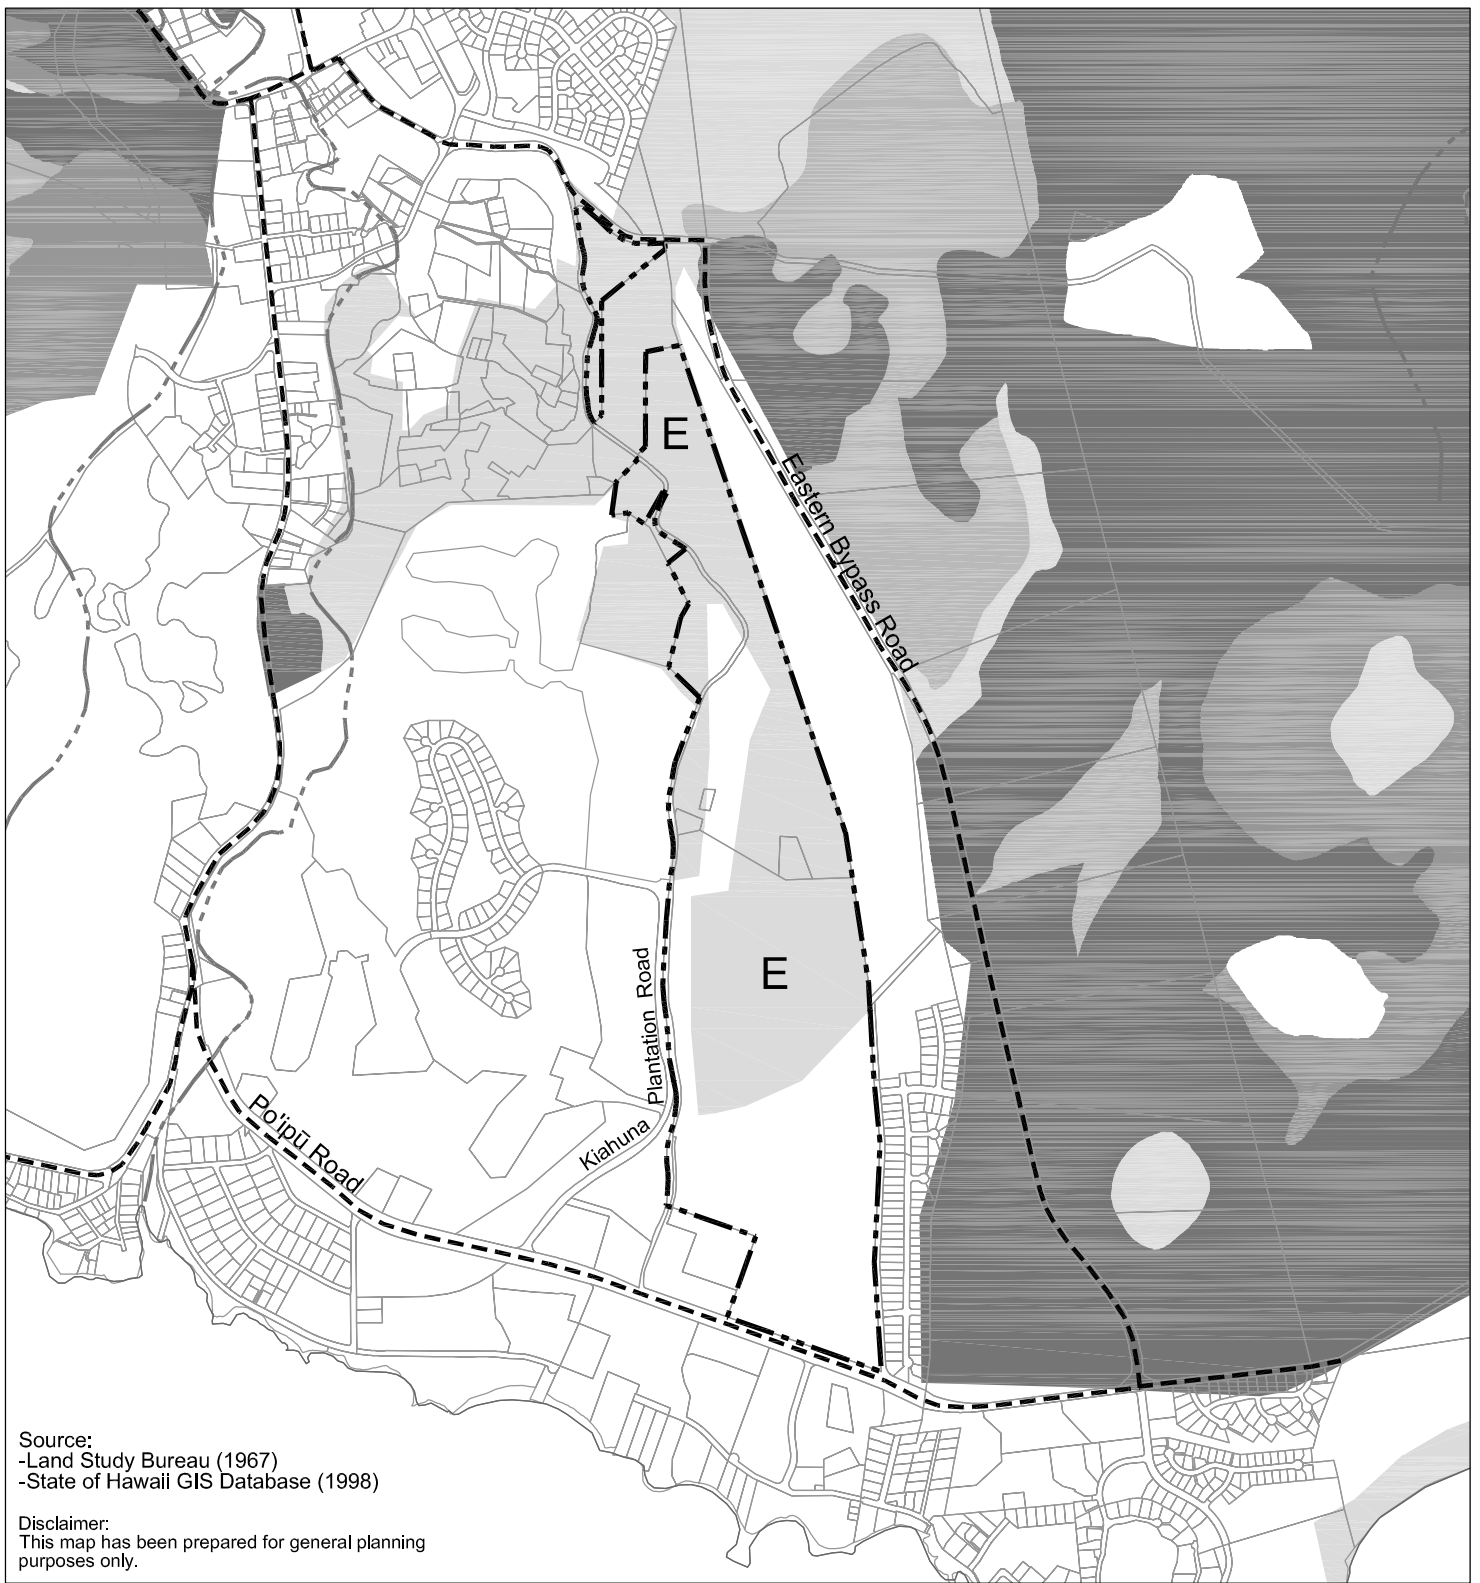 E
Eastern Bypass Road
E
Plantation Road
Kiahuna
Po'ipū Road
Source:
-Land Study Bureau (1967)
-State of Hawaii GIS Database (1998)
Disclaimer:
This map has been prepared for general planning
purposes only.